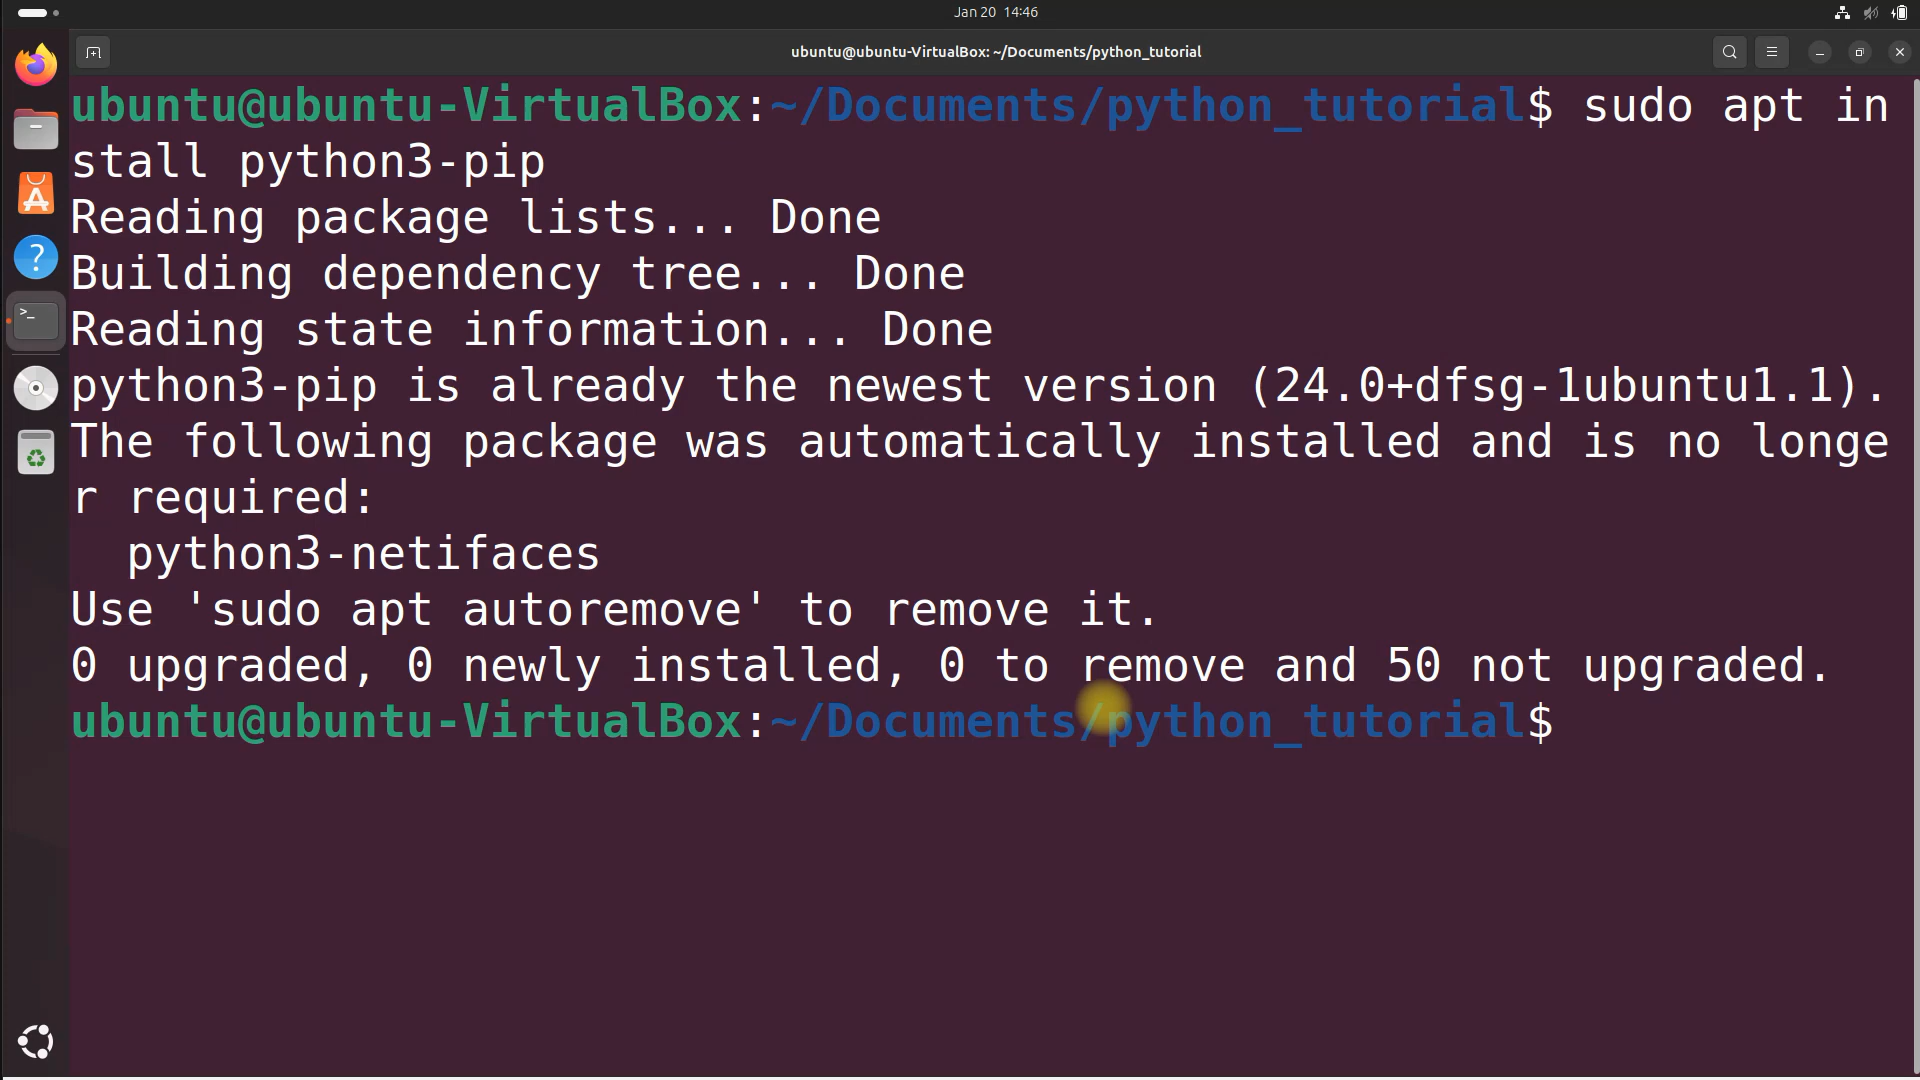 Jan 20 14:46
ubuntu@ubuntu-VirtualBox: ~/Documents/python_tutorial
ubuntu@ubuntu-VirtualBox:~/Documents/python_tutorial$ sudo apt in
stall python3-pip
Reading package lists... Done
Building dependency tree... Done
Reading state information... Done
python3-pip is already the newest version (24.0+dfsg-1ubuntu1.1).
The following package was automatically installed and is no longe
r required:
  python3-netifaces
Use 'sudo apt autoremove' to remove it.
0 upgraded, 0 newly installed, 0 to remove and 50 not upgraded.
ubuntu@ubuntu-VirtualBox:~/Documents/python_tutorial$